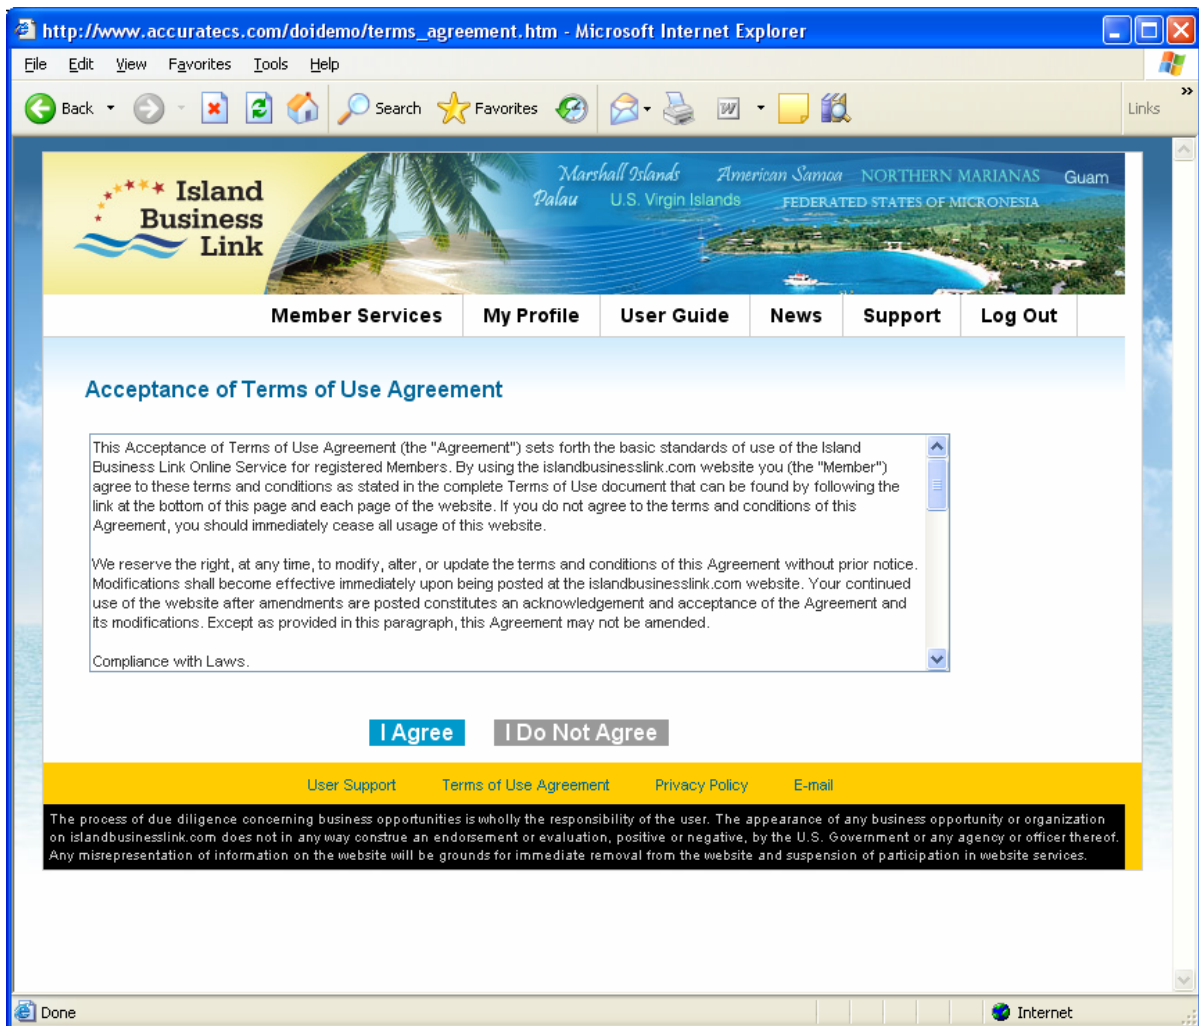 http://www.accuratecs.com/doidemo/terms_agreement.htm - Microsoft Internet Explorer
File Edit View Favorites Tools Help
Back Search Favorites Links
Island
Business
Link
Marshall Islands American Samoa NORTHERN MARIANAS Guam
Palau U.S. Virgin Islands FEDERATED STATES OF MICRONESIA
Member Services My Profile User Guide News Support Log Out
Acceptance of Terms of Use Agreement
This Acceptance of Terms of Use Agreement (the "Agreement") sets forth the basic standards of use of the Island
Business Link Online Service for registered Members. By using the islandbusinesslink.com website you (the "Member")
agree to these terms and conditions as stated in the complete Terms of Use document that can be found by following the
link at the bottom of this page and each page of the website. If you do not agree to the terms and conditions of this
Agreement, you should immediately cease all usage of this website.
We reserve the right, at any time, to modify, alter, or update the terms and conditions of this Agreement without prior notice.
Modifications shall become effective immediately upon being posted at the islandbusinesslink.com website. Your continued
use of the website after amendments are posted constitutes an acknowledgement and acceptance of the Agreement and
its modifications. Except as provided in this paragraph, this Agreement may not be amended.
Compliance with Laws.
I Agree I Do Not Agree
User Support Terms of Use Agreement Privacy Policy E-mail
The process of due diligence concerning business opportunities is wholly the responsibility of the user. The appearance of any business opportunity or organization
on islandbusinesslink.com does not in any way construe an endorsement or evaluation, positive or negative, by the U.S. Government or any agency or officer thereof.
Any misrepresentation of information on the website will be grounds for immediate removal from the website and suspension of participation in website services.
Done Internet